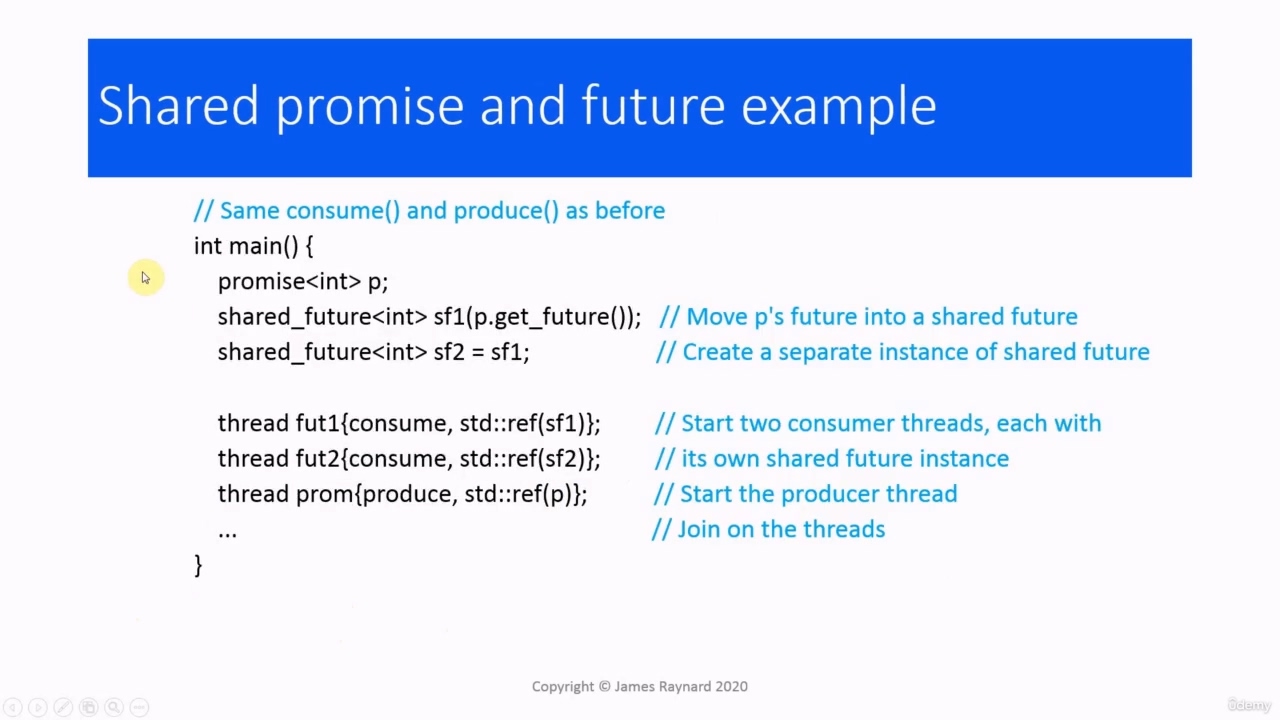 Shared promise and future example
// Same consume() and produce() as before
int main() {
promise<int> p;
shared_future<int> sf1(p.get_future()); // Move p's future into a shared future
shared_future<int> sf2 = sf1; // Create a separate instance of shared future
thread fut1{consume, std::ref(sf1)}; // Start two consumer threads, each with
thread fut2{consume, std::ref(sf2)}; // its own shared future instance
thread prom{produce, std::ref(p)}; // Start the producer thread
... // Join on the threads
}
Copyright © James Raynard 2020
ûdemy